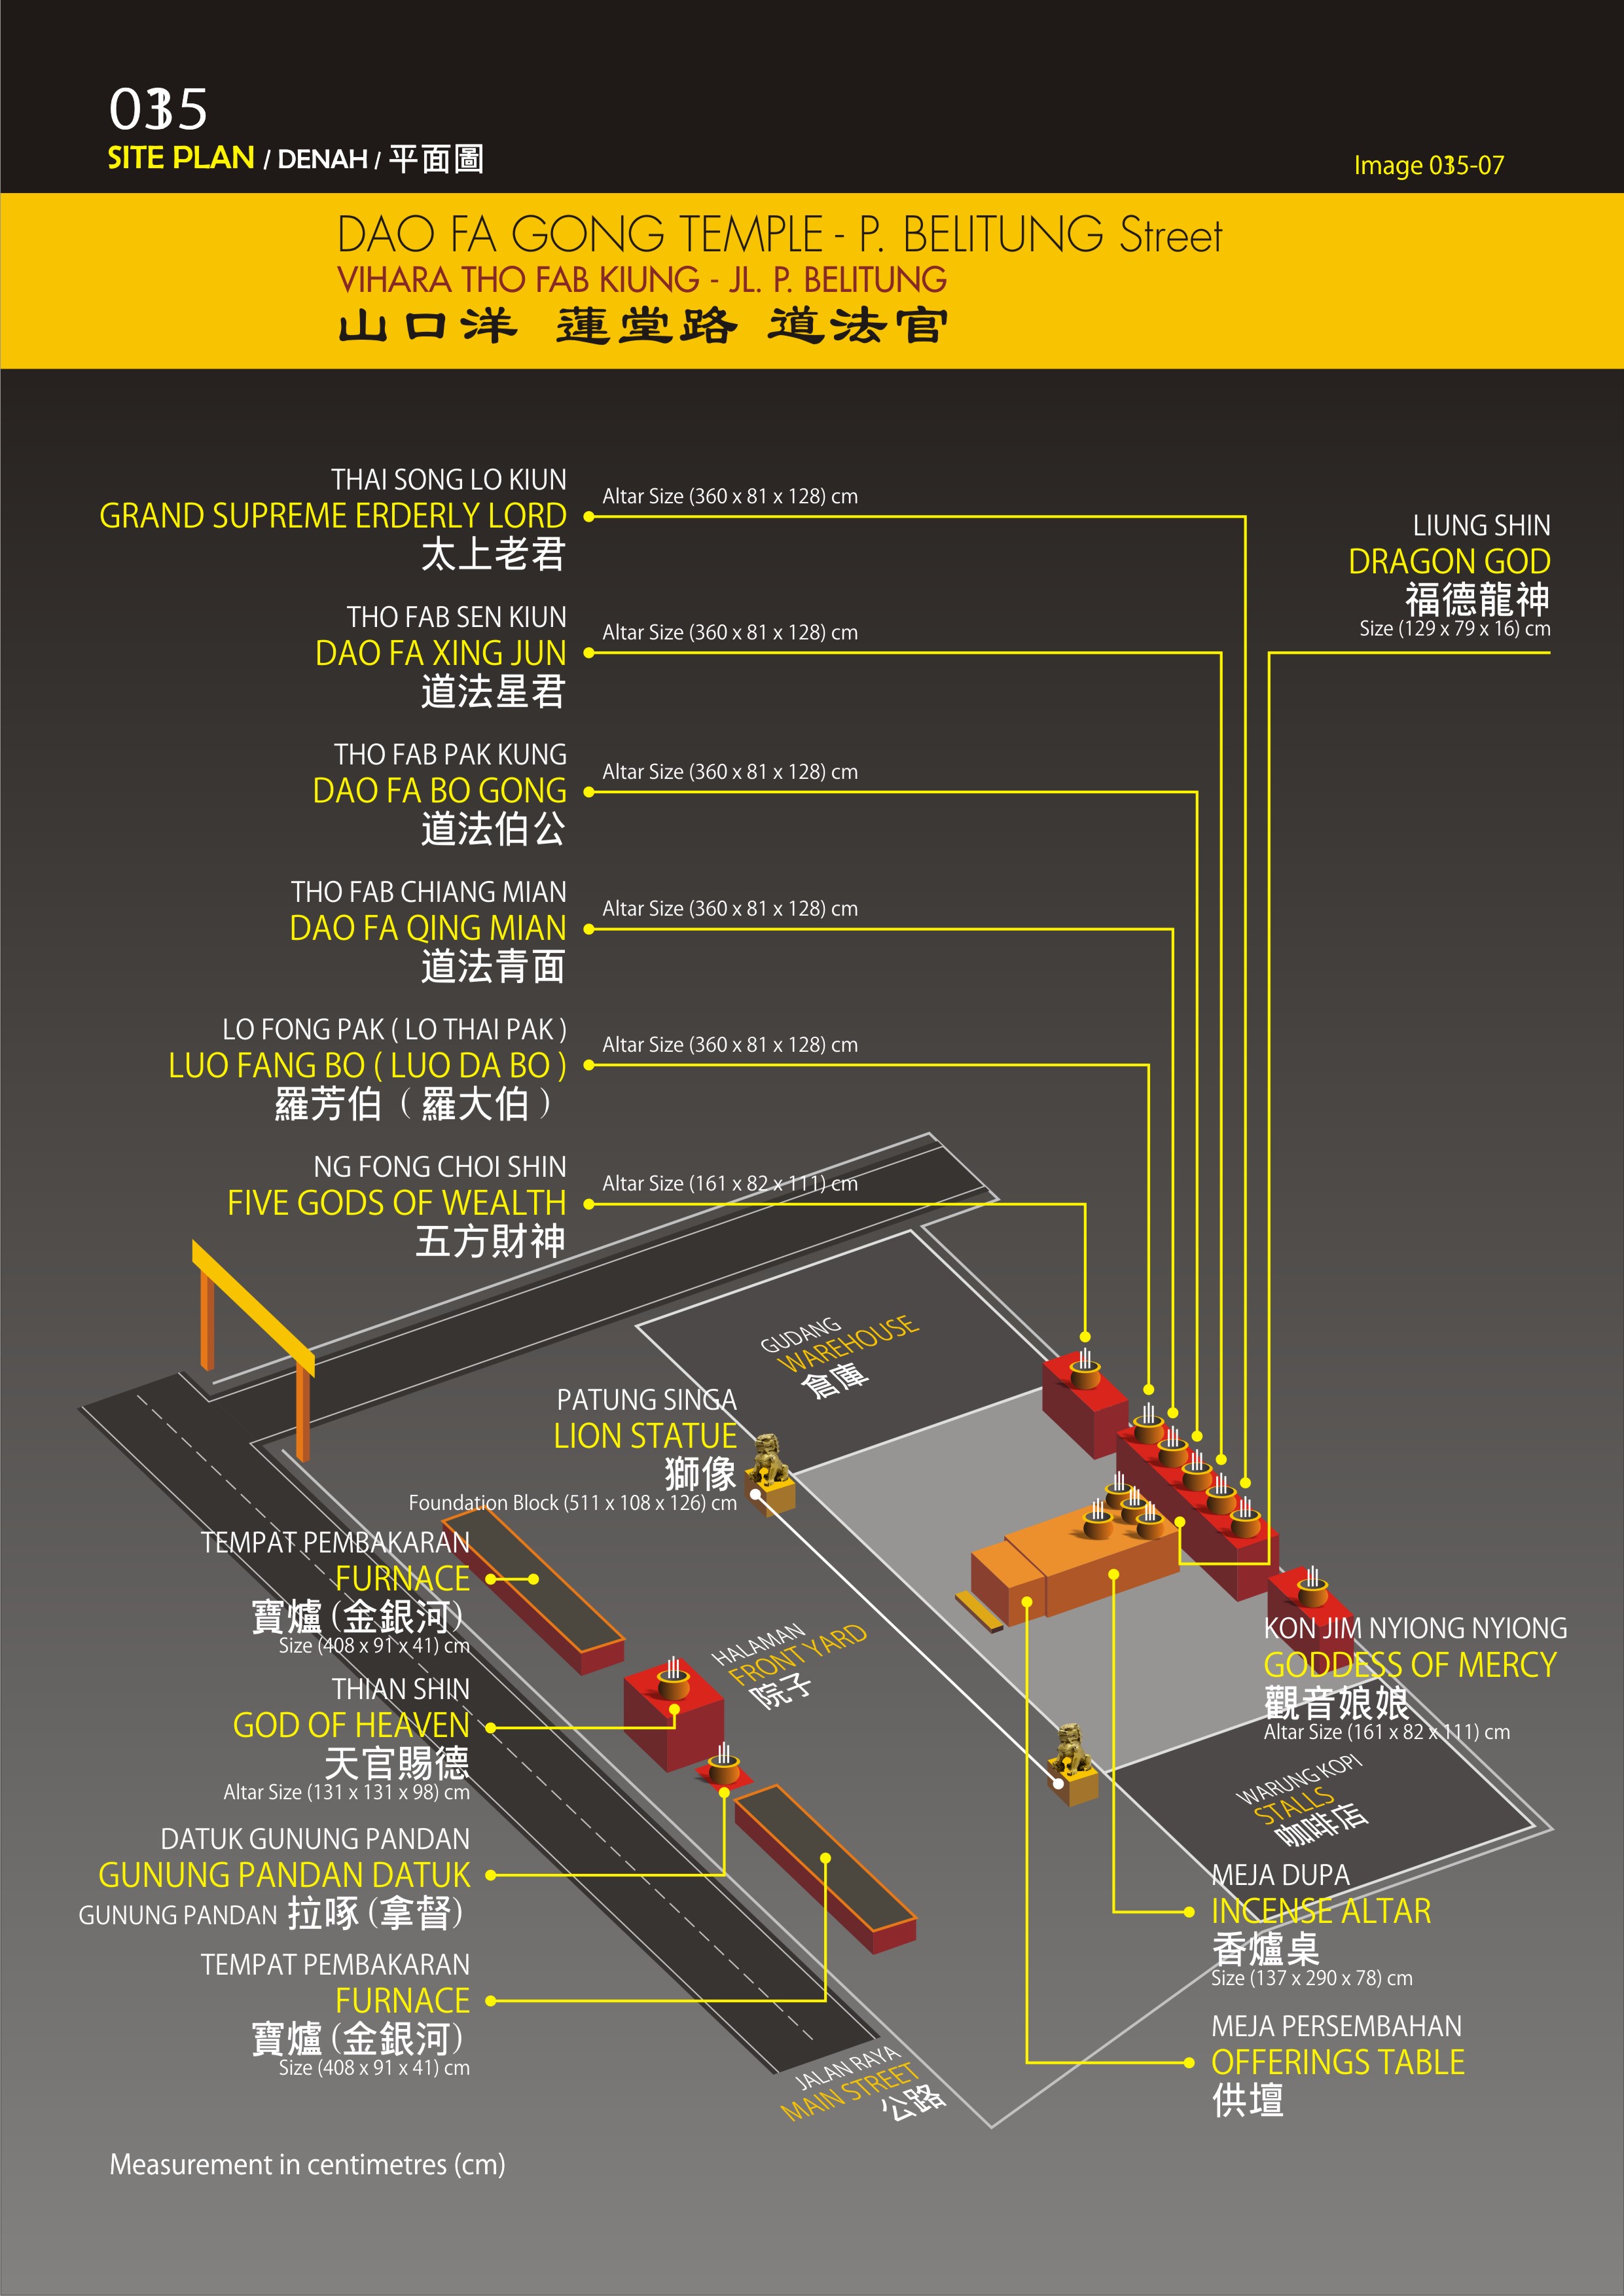 SITE PLAN / DENAH / 平面圖
DAO FA GONG TEMPLE - P. BELITUNG Street
VIHARA THO FAB KIUNG - JL. P. BELITUNG
山口洋 蓮堂路 道法官
THAI SONG LO KIUN
GRAND SUPREME ERDERLY LORD
太上老君
Altar Size (360 x 81 x 128) cm
LIUNG SHIN
DRAGON GOD
福德龍神
Size (129 x 79 x 16) cm
THO FAB SEN KIUN
DAO FA XING JUN
道法星君
Altar Size (360 x 81 x 128) cm
THO FAB PAK KUNG
DAO FA BO GONG
道法伯公
Altar Size (360 x 81 x 128) cm
THO FAB CHIANG MIAN
DAO FA QING MIAN
道法青面
Altar Size (360 x 81 x 128) cm
LO FONG PAK ( LO THAI PAK )
LUO FANG BO ( LUO DA BO )
羅芳伯 ( 羅大伯 )
Altar Size (360 x 81 x 128) cm
NG FONG CHOI SHIN
FIVE GODS OF WEALTH
五方財神
Altar Size (161 x 82 x 111) cm
GUDANG
WAREHOUSE
倉庫
PATUNG SINGA
LION STATUE
獅像
Foundation Block (511 x 108 x 126) cm
TEMPAT PEMBAKARAN
FURNACE
寶爐 (金銀河)
Size (408 x 91 x 41) cm
HALAMAN
FRONT YARD
院子
KON JIM NYIONG NYIONG
GODDESS OF MERCY
觀音娘娘
Altar Size (161 x 82 x 111) cm
THIAN SHIN
GOD OF HEAVEN
天官賜德
Altar Size (131 x 131 x 98) cm
WARUNG KOPI
STALLS
咖啡店
DATUK GUNUNG PANDAN
GUNUNG PANDAN DATUK
GUNUNG PANDAN 拉啄 (拿督)
MEJA DUPA
INCENSE ALTAR
香爐桌
Size (137 x 290 x 78) cm
TEMPAT PEMBAKARAN
FURNACE
寶爐 (金銀河)
Size (408 x 91 x 41) cm
MEJA PERSEMBAHAN
OFFERINGS TABLE
供壇
JALAN RAYA
MAIN STREET
公路
Measurement in centimetres (cm)